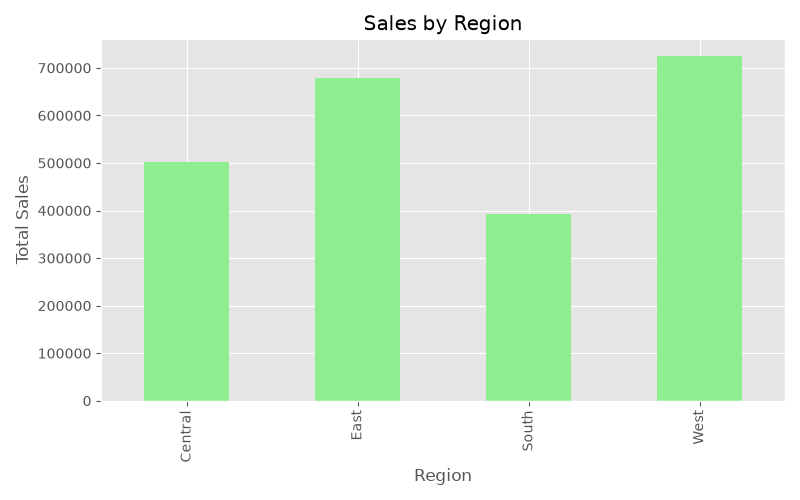 Sales by Region
Total Sales
700000
600000
500000
400000
300000
200000
100000
0
Central
East
South
West
Region